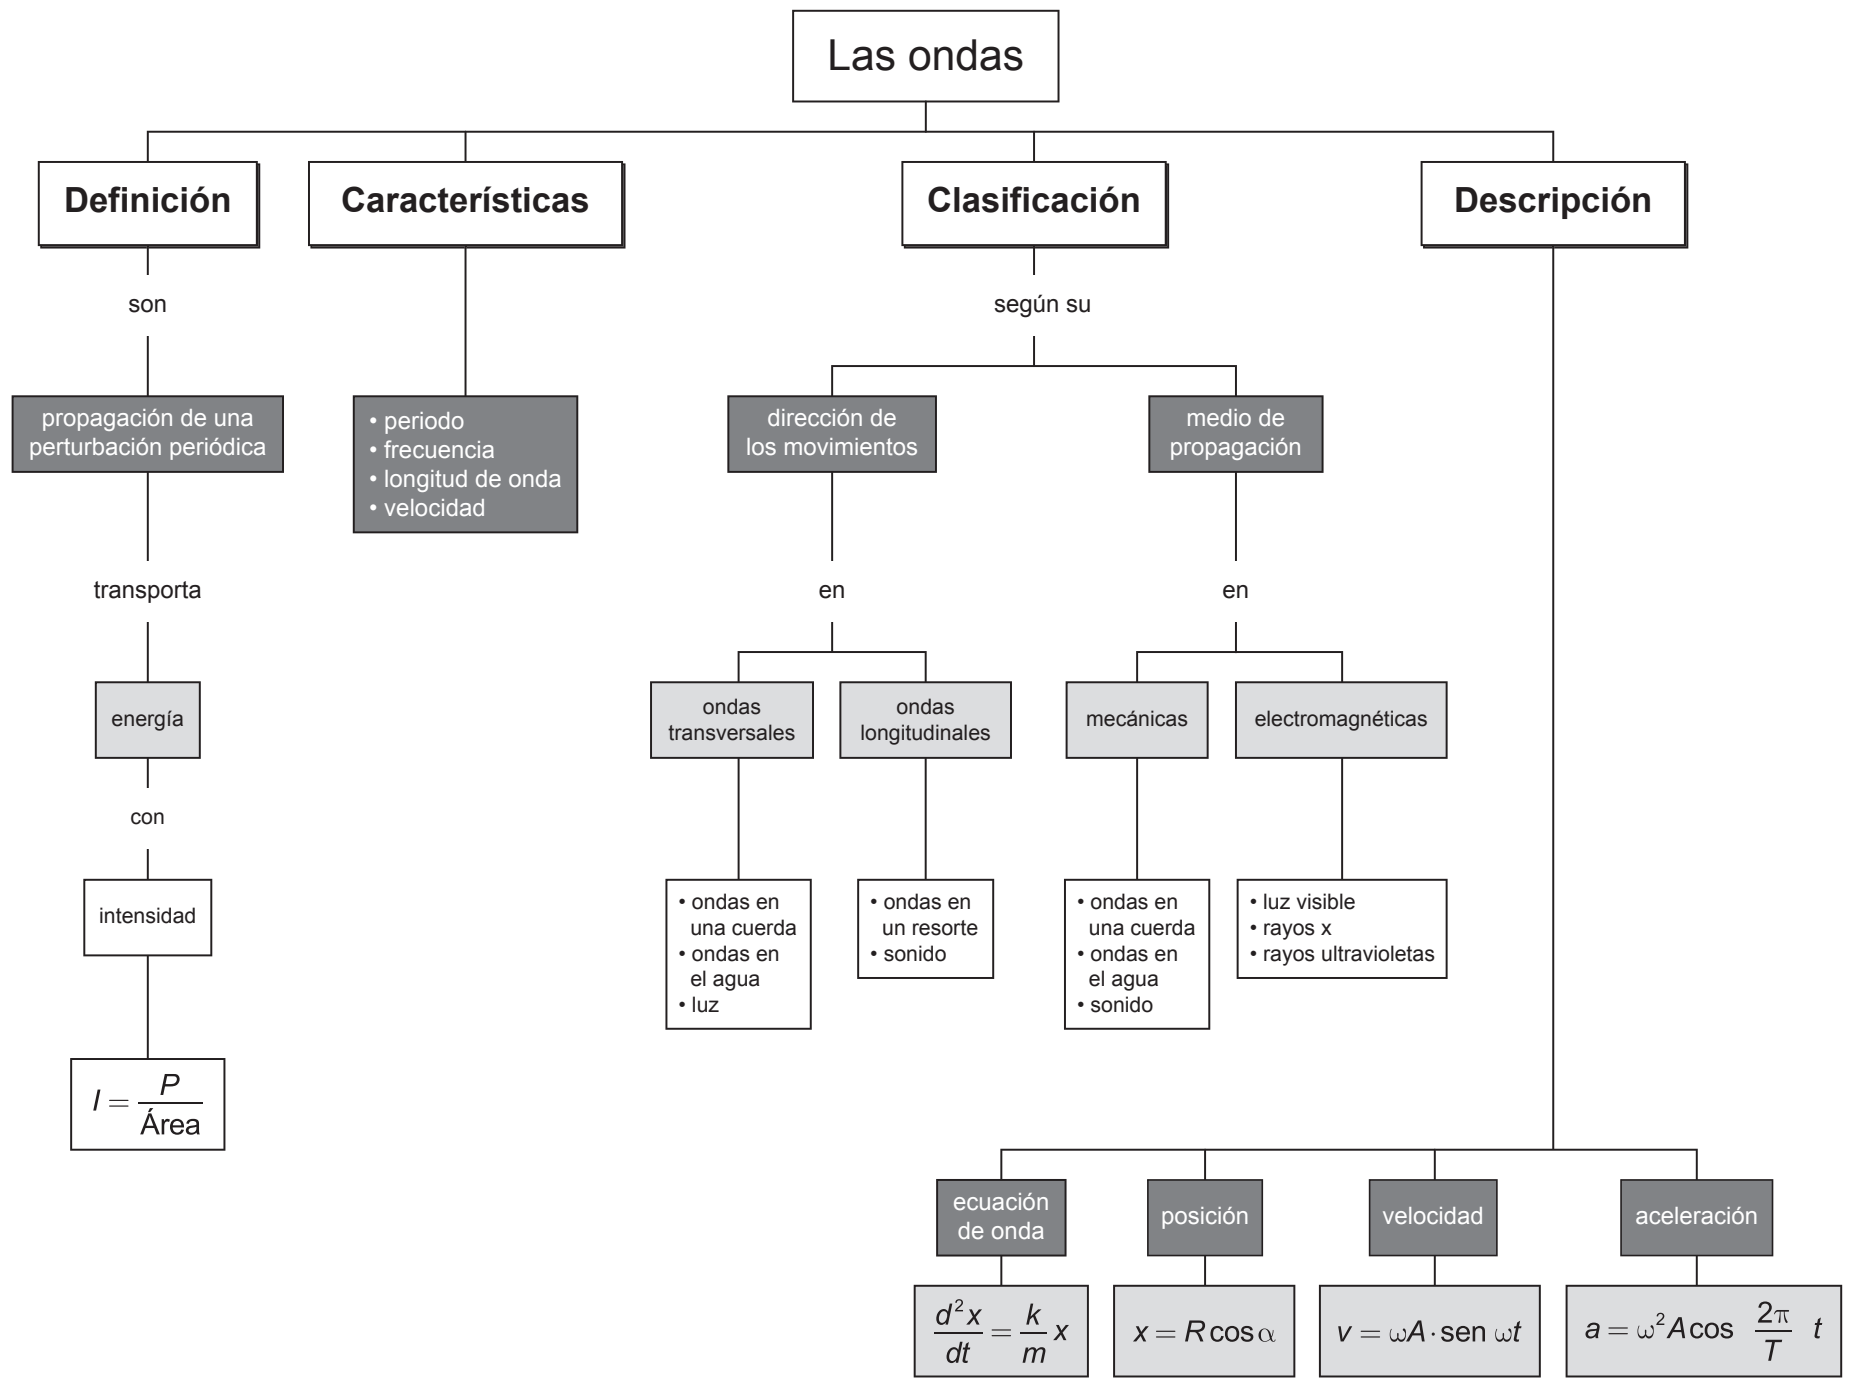 Las ondas
Definición
Características
Clasificación
Descripción
son
según su
propagación de una
perturbación periódica
• periodo
• frecuencia
• longitud de onda
• velocidad
dirección de
los movimientos
medio de
propagación
transporta
en
en
energía
ondas
transversales
ondas
longitudinales
mecánicas
electromagnéticas
con
intensidad
• ondas en
una cuerda
• ondas en
el agua
• luz
• ondas en
un resorte
• sonido
• ondas en
una cuerda
• ondas en
el agua
• sonido
• luz visible
• rayos x
• rayos ultravioletas
I = P / Área
ecuación
de onda
posición
velocidad
aceleración
d²x / dt = k / m x
x = R cos α
v = ωA · sen ωt
a = ω² A cos 2π / T t